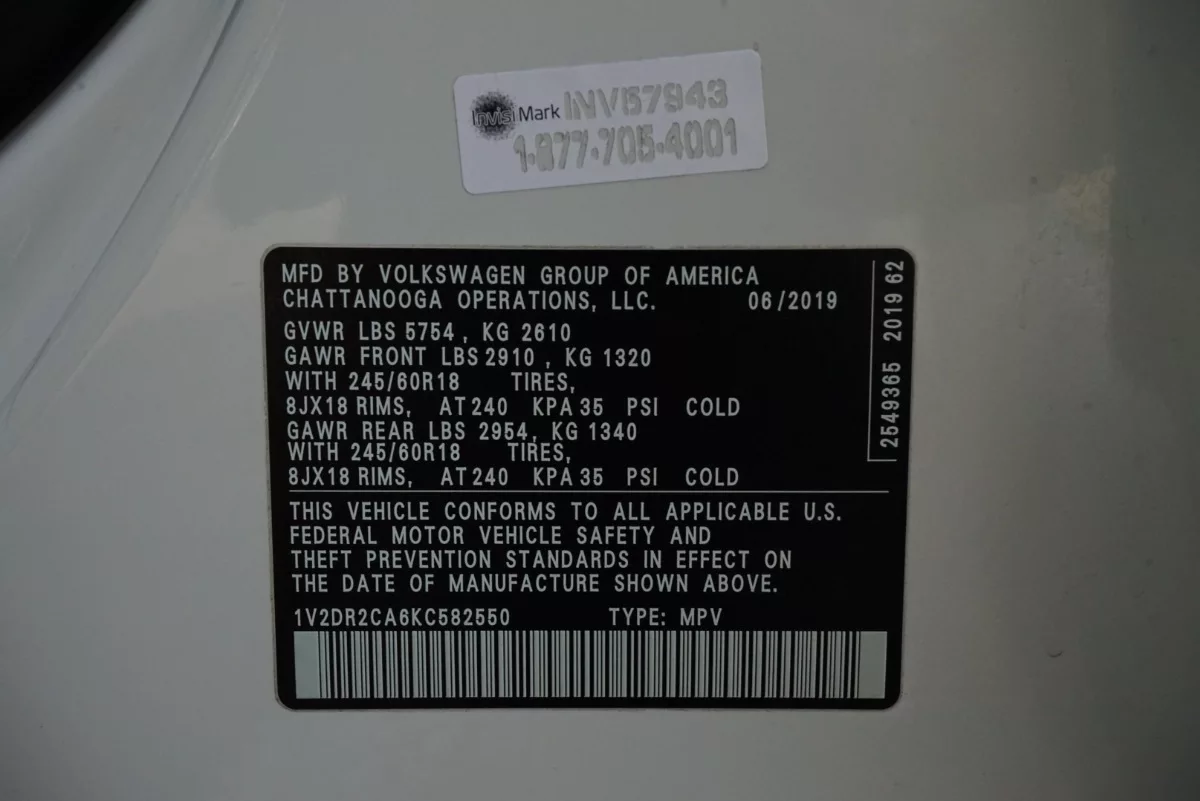 InvisiMark INV57943
1-877-705-4001
MFD BY VOLKSWAGEN GROUP OF AMERICA
CHATTANOOGA OPERATIONS, LLC. 06/2019
GVWR LBS 5754 , KG 2610
GAWR FRONT LBS 2910 , KG 1320
WITH 245/60R18 TIRES,
8JX18 RIMS, AT 240 KPA 35 PSI COLD
GAWR REAR LBS 2954, KG 1340
WITH 245/60R18 TIRES,
8JX18 RIMS, AT 240 KPA 35 PSI COLD
2549365 2019 62
THIS VEHICLE CONFORMS TO ALL APPLICABLE U.S.
FEDERAL MOTOR VEHICLE SAFETY AND
THEFT PREVENTION STANDARDS IN EFFECT ON
THE DATE OF MANUFACTURE SHOWN ABOVE.
1V2DR2CA6KC582550 TYPE: MPV